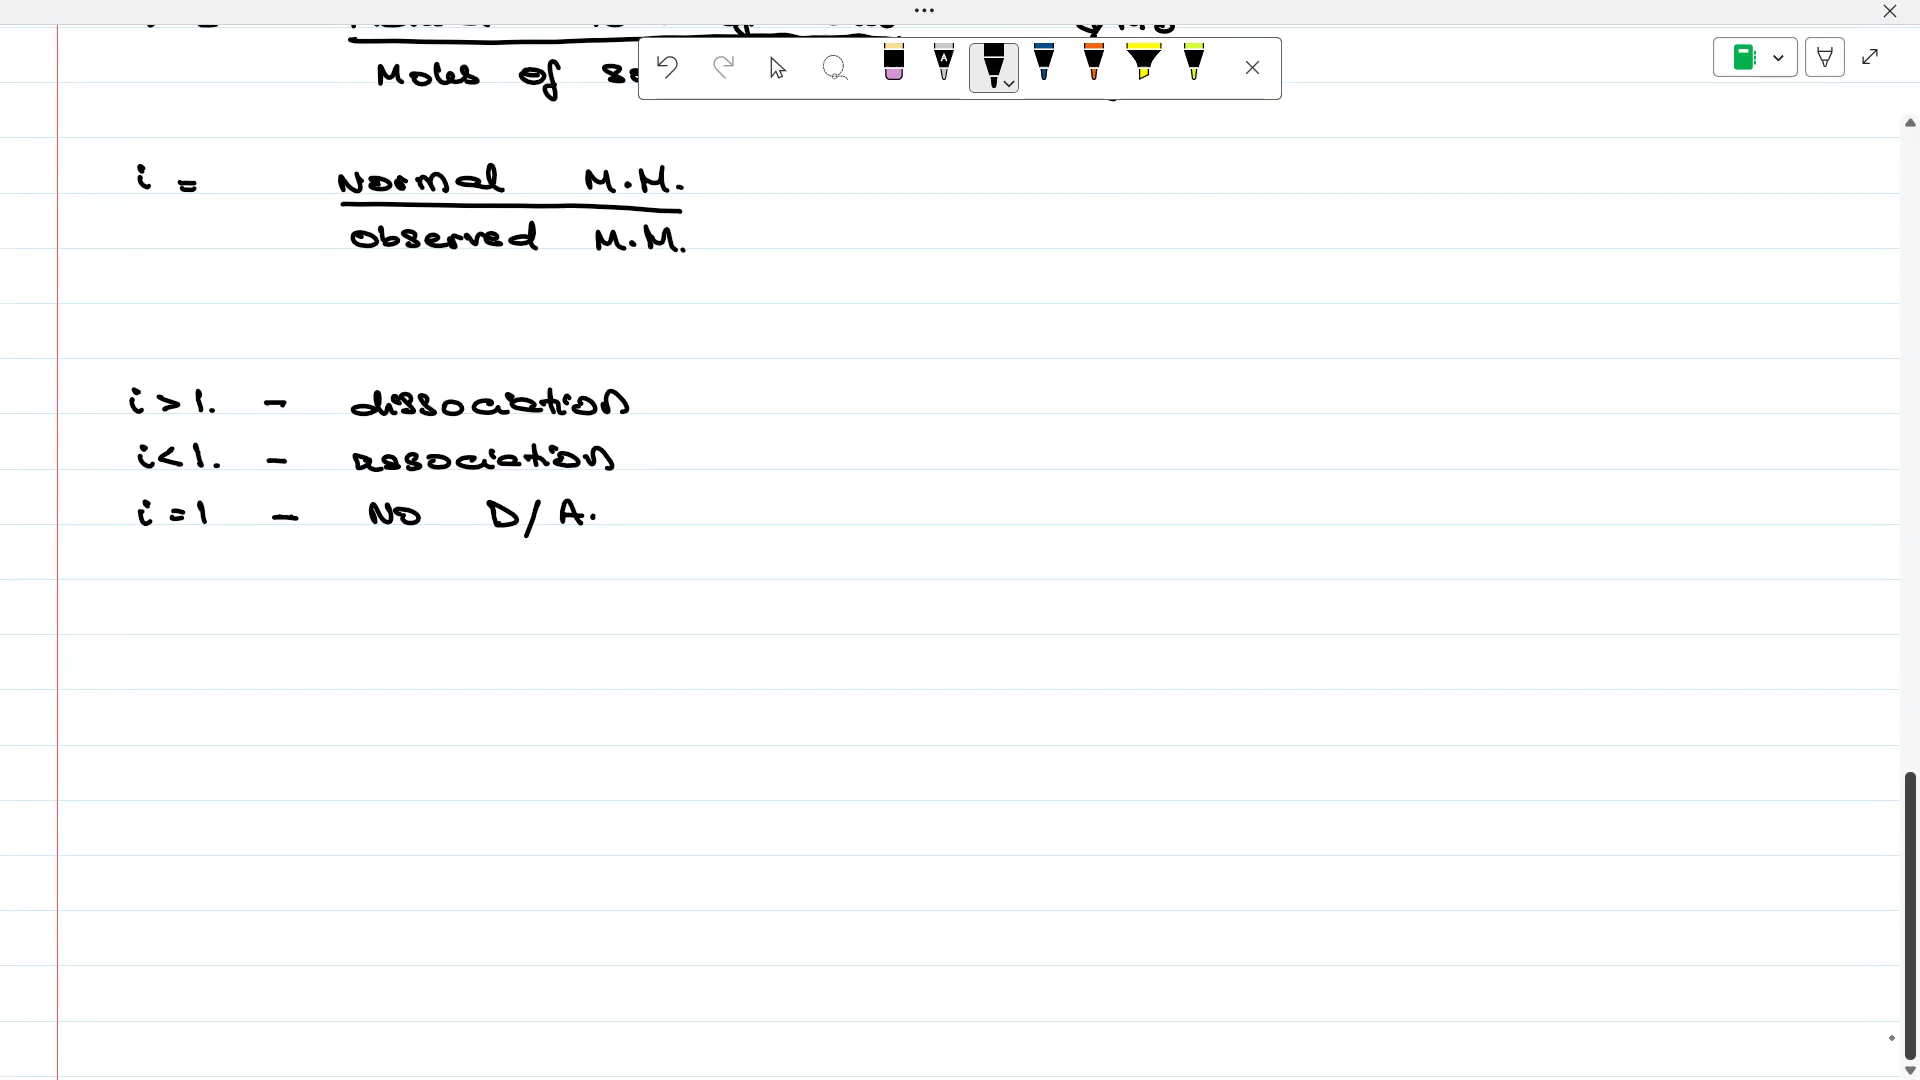 Moles of
i = Normal M.M.
observed M.M.
i > 1. - dissociation
i < 1. - association
i = 1 - No D/A.